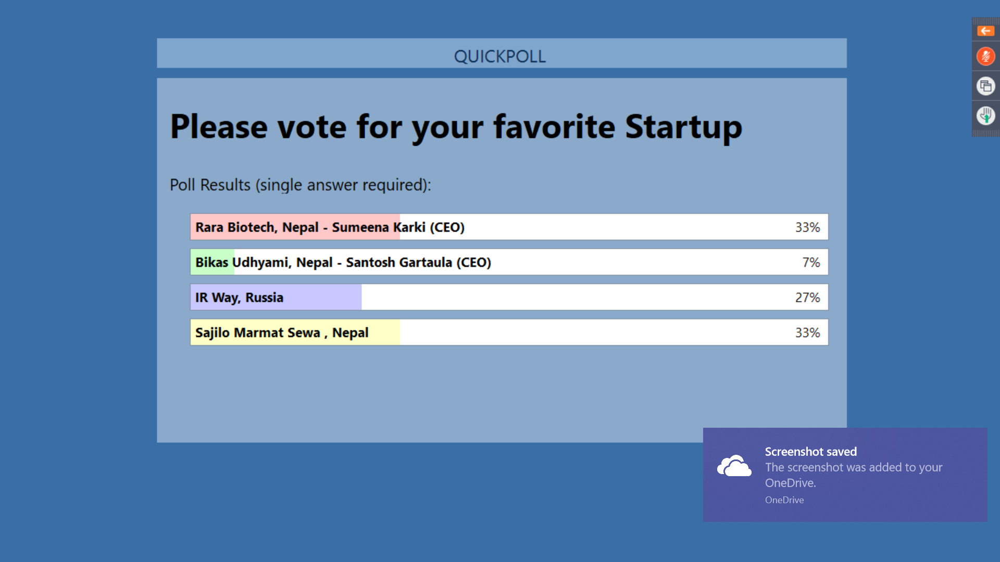 QUICKPOLL
Please vote for your favorite Startup
Poll Results (single answer required):
Rara Biotech, Nepal - Sumeena Karki (CEO) 33%
Bikas Udhyami, Nepal - Santosh Gartaula (CEO) 7%
IR Way, Russia 27%
Sajilo Marmat Sewa , Nepal 33%
Screenshot saved
The screenshot was added to your
OneDrive.
OneDrive